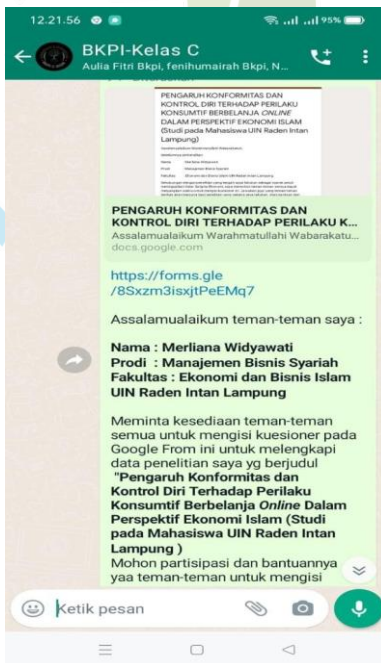 12.21.56
95%
BKPI-Kelas C
Aulia Fitri Bkpi, fenihumairah Bkpi, N...
PENGARUH KONFORMITAS DAN
KONTROL DIRI TERHADAP PERILAKU
KONSUMTIF BERBELANJA ONLINE
DALAM PERSPEKTIF EKONOMI ISLAM
(Studi pada Mahasiswa UIN Raden Intan
Lampung)
PENGARUH KONFORMITAS DAN
KONTROL DIRI TERHADAP PERILAKU K...
Assalamualaikum Warahmatullahi Wabarakatu...
docs.google.com
https://forms.gle
/8Sxzm3isxjtPeEMq7
Assalamualaikum teman-teman saya :
Nama : Merliana Widyawati
Prodi : Manajemen Bisnis Syariah
Fakultas : Ekonomi dan Bisnis Islam
UIN Raden Intan Lampung
Meminta kesediaan teman-teman
semua untuk mengisi kuesioner pada
Google From ini untuk melengkapi
data penelitian saya yg berjudul
"Pengaruh Konformitas dan
Kontrol Diri Terhadap Perilaku
Konsumtif Berbelanja Online Dalam
Perspektif Ekonomi Islam (Studi
pada Mahasiswa UIN Raden Intan
Lampung )
Mohon partisipasi dan bantuannya
yaa teman-teman untuk mengisi
Ketik pesan